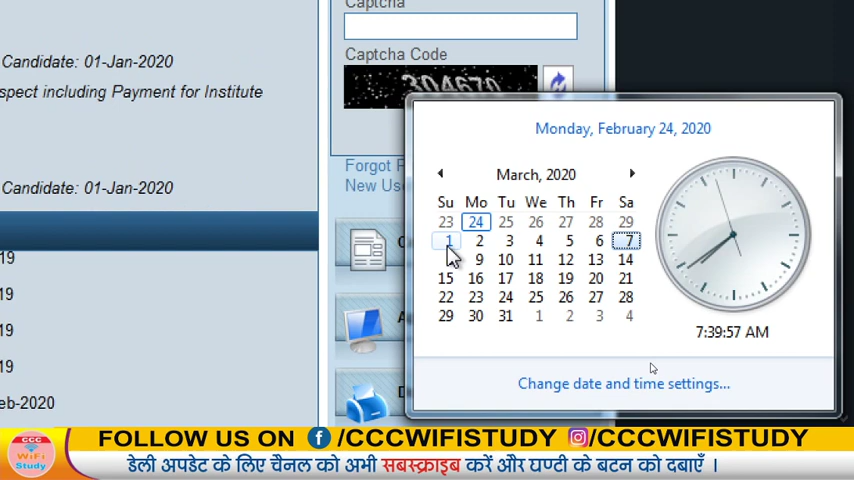 Captcha
Candidate: 01-Jan-2020
Captcha Code
304670
spect including Payment for Institute
Monday, February 24, 2020
Forgot
Candidate: 01-Jan-2020
New Use
March, 2020
Su Mo Tu We Th Fr Sa
23 24 25 26 27 28 29
1 2 3 4 5 6 7
9 10 11 12 13 14
15 16 17 18 19 20 21
22 23 24 25 26 27 28
29 30 31 1 2 3 4
19
19
19
19
eb-2020
7:39:57 AM
Change date and time settings...
FOLLOW US ON f /CCCWIFISTUDY /CCCWIFISTUDY
CCC
WiFi
Study
डेली अपडेट के लिए चैनल को अभी सबस्क्राइब करें और घण्टी के बटन को दबाएँ ।